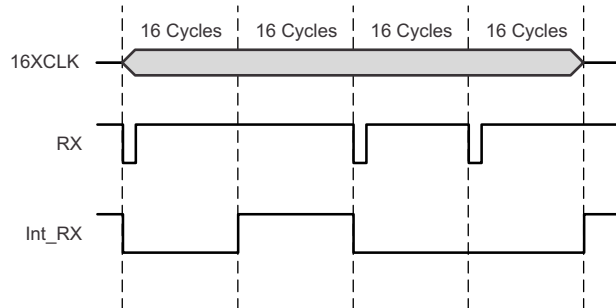 16 Cycles 16 Cycles 16 Cycles 16 Cycles
16XCLK
RX
Int_RX